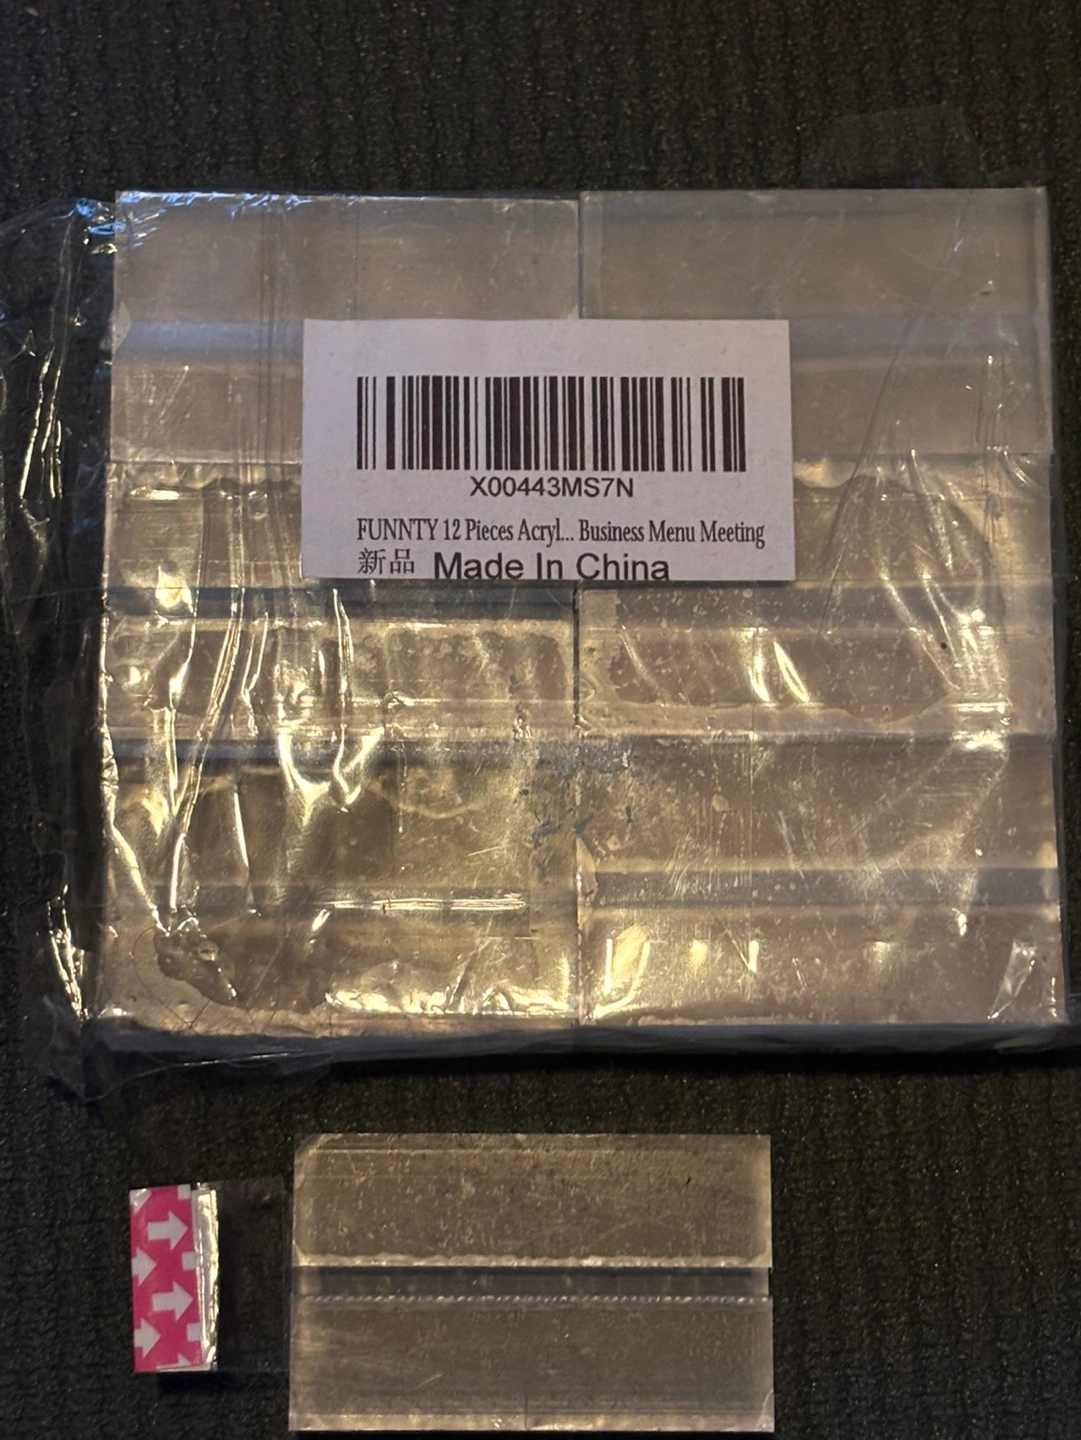 X00443MS7N
FUNNTY 12 Pieces Acryl... Business Menu Meeting
新品 Made In China